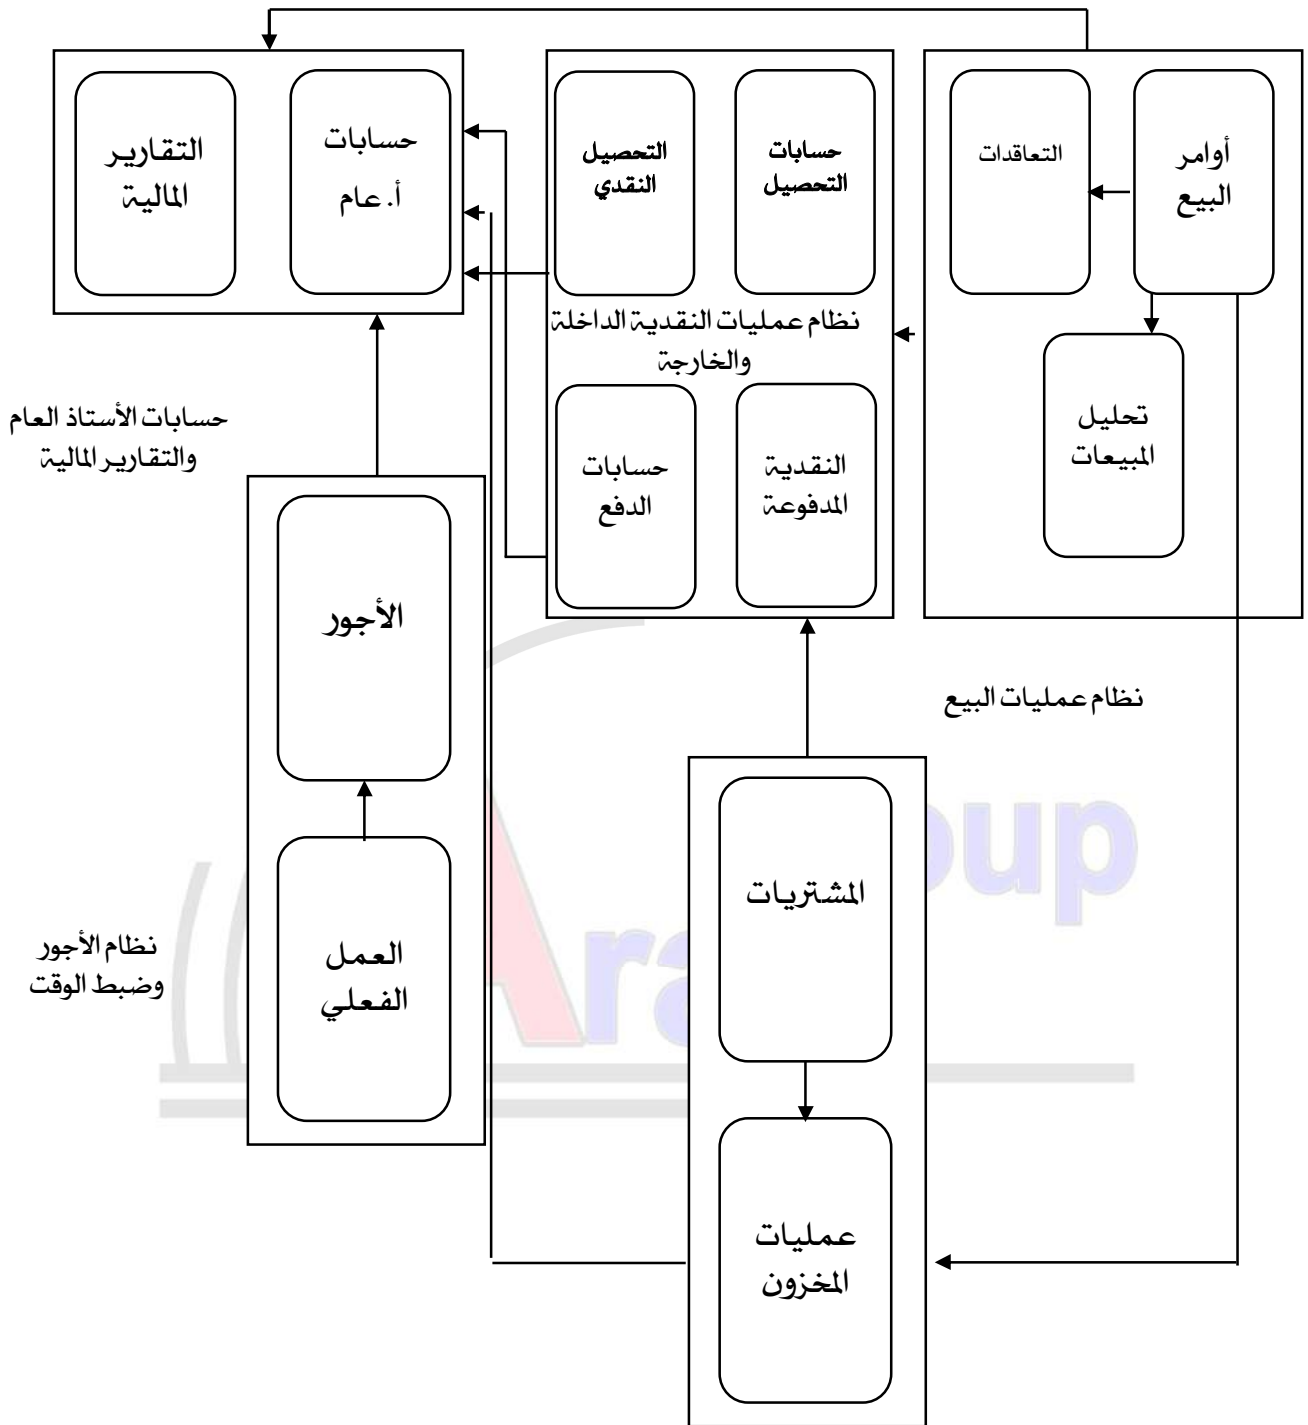 أوامر
البيع
التعاقدات
تحليل
المبيعات
حسابات
التحصيل
التحصيل
النقدي
نظام عمليات النقدية الداخلة
والخارجة
النقدية
المدفوعة
حسابات
الدفع
حسابات
أ. عام
التقارير
المالية
حسابات الأستاذ العام
والتقارير المالية
الأجور
العمل
الفعلي
نظام الأجور
وضبط الوقت
نظام عمليات البيع
المشتريات
عمليات
المخزون